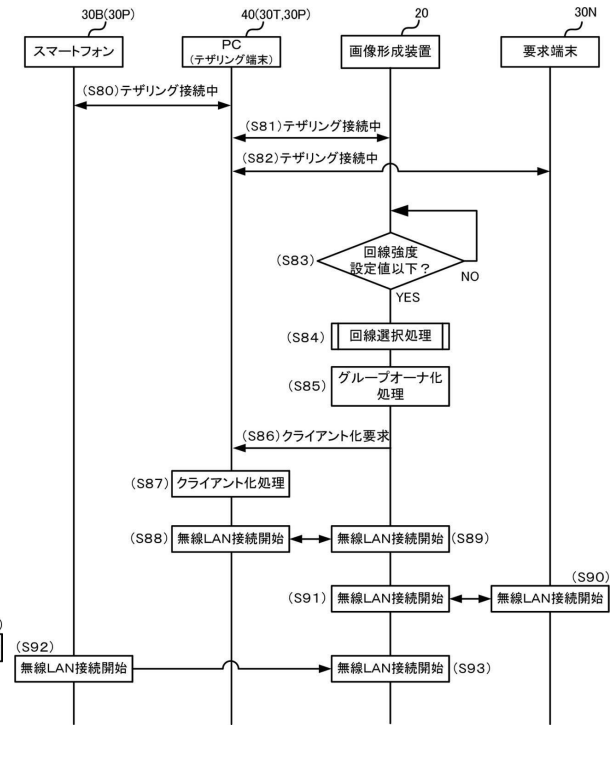 30B(30P)
40(30T,30P)
20
30N
スマートフォン
PC
(テザリング端末)
画像形成装置
要求端末
(S80)テザリング接続中
(S81)テザリング接続中
(S82)テザリング接続中
(S83)
回線強度
設定値以下？
NO
YES
(S84)
回線選択処理
(S85)
グループオーナ化
処理
(S86)クライアント化要求
(S87)
クライアント化処理
(S88)
無線LAN接続開始
無線LAN接続開始
(S89)
(S90)
(S91)
無線LAN接続開始
無線LAN接続開始
)
(S92)
無線LAN接続開始
無線LAN接続開始
(S93)